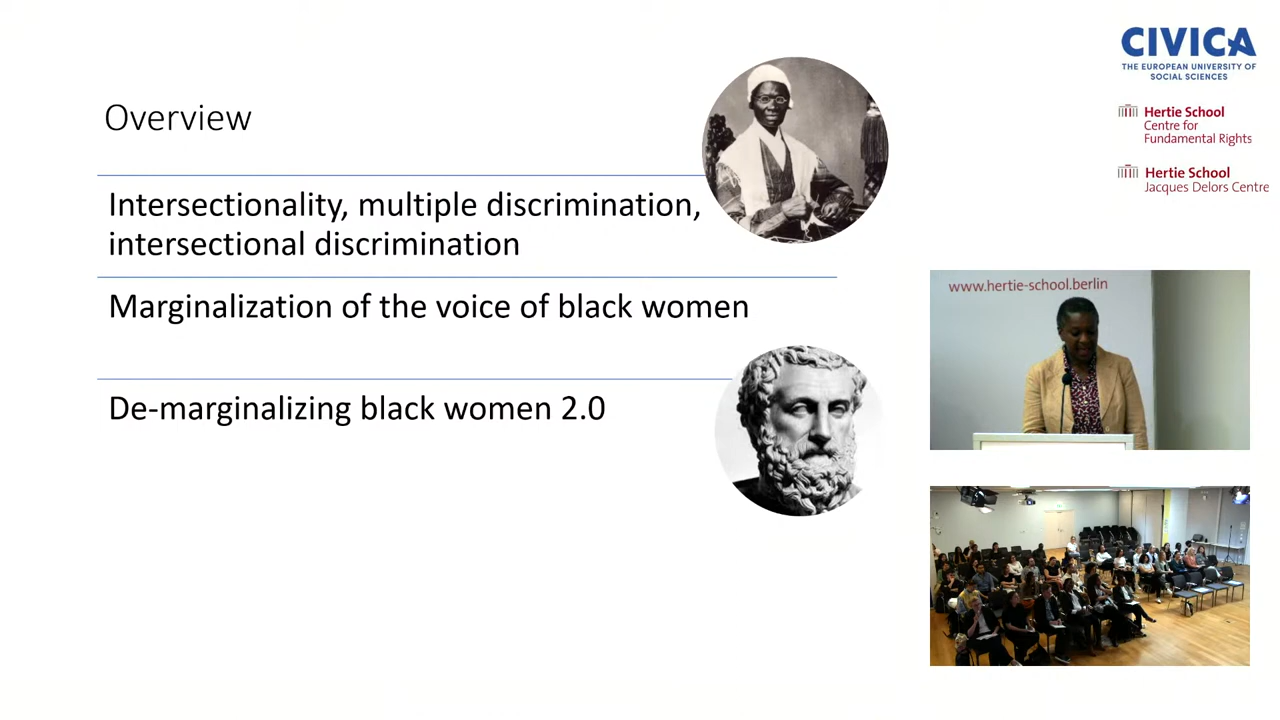 Overview
Intersectionality, multiple discrimination,
intersectional discrimination
Marginalization of the voice of black women
De-marginalizing black women 2.0
CIVICA
THE EUROPEAN UNIVERSITY OF
SOCIAL SCIENCES
Hertie School
Centre for
Fundamental Rights
Hertie School
Jacques Delors Centre
www.hertie-school.berlin